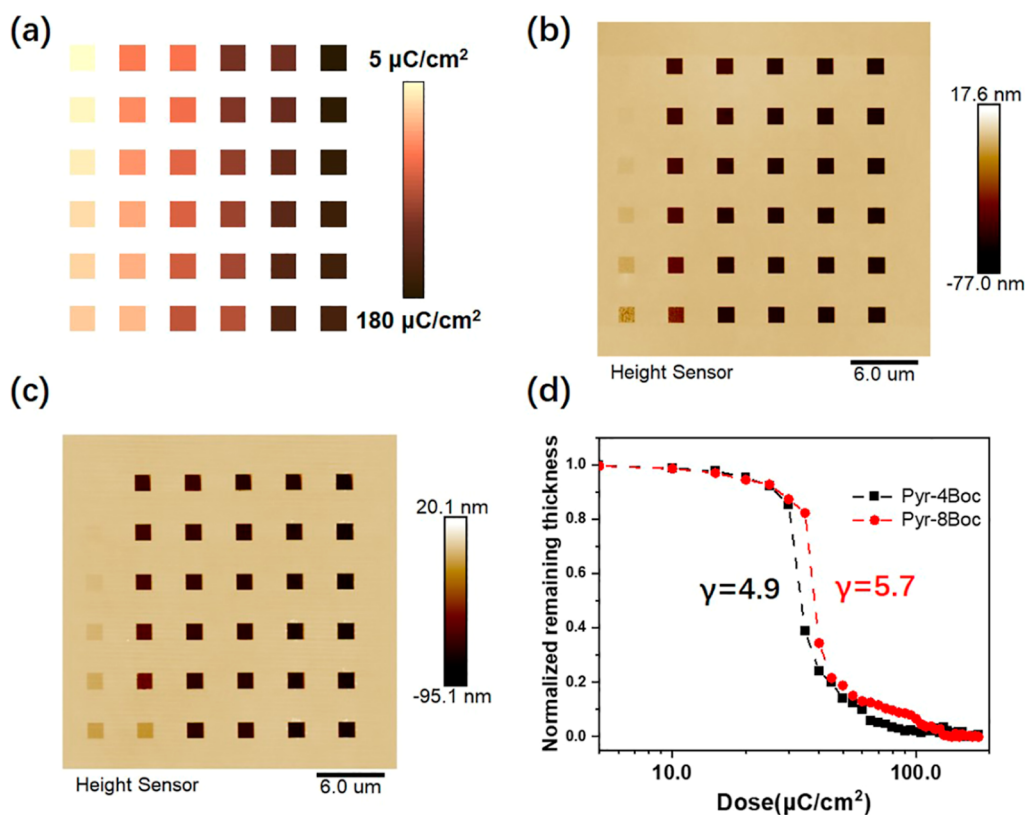 (a)
5 μC/cm²
180 μC/cm²
(b)
17.6 nm
-77.0 nm
Height Sensor
6.0 um
(c)
20.1 nm
-95.1 nm
Height Sensor
6.0 um
(d)
Normalized remaining thickness
1.0
0.8
0.6
0.4
0.2
0.0
Pyr-4Boc
Pyr-8Boc
γ=4.9
γ=5.7
10.0
100.0
Dose(μC/cm²)